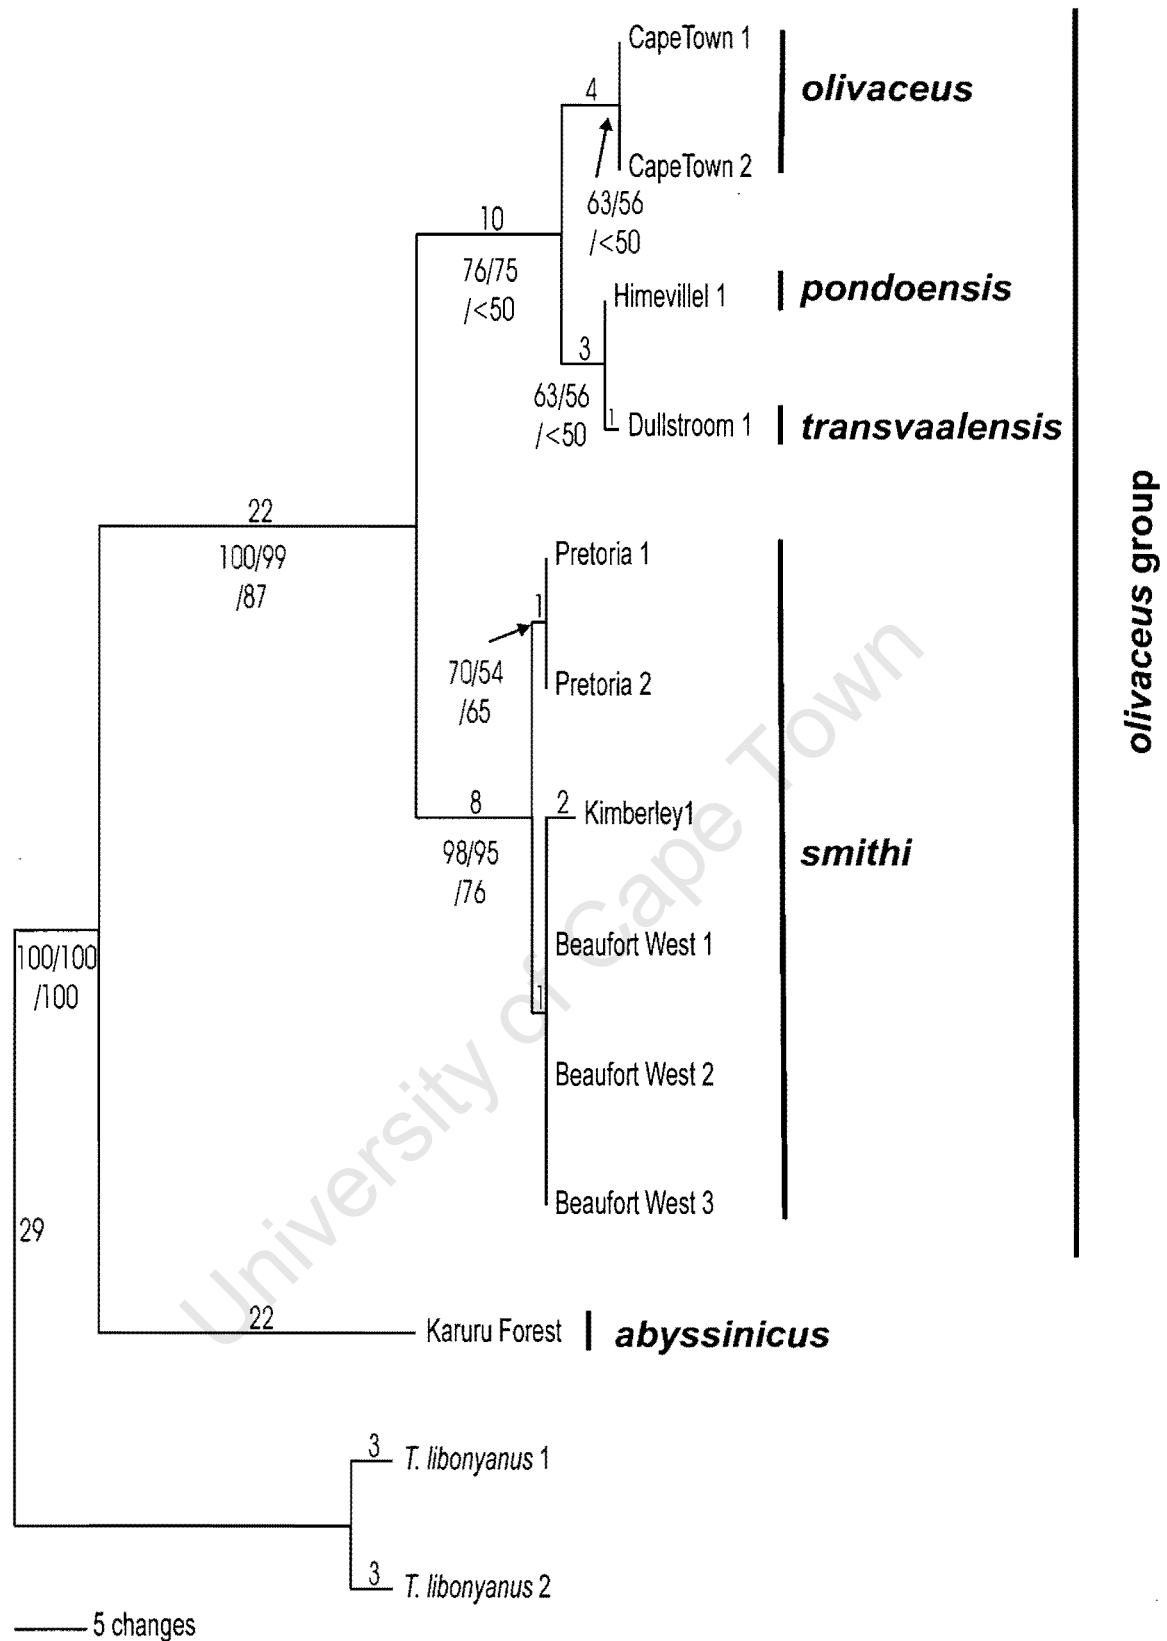 CapeTown 1
4
olivaceus
CapeTown 2
63/56
/<50
10
76/75
/<50
Himevillel 1
pondoensis
3
63/56
/<50
1
Dullstroom 1
transvaalensis
22
100/99
/87
olivaceus group
Pretoria 1
1
70/54
/65
Pretoria 2
8
98/95
/76
2
Kimberley1
smithi
Beaufort West 1
1
Beaufort West 2
Beaufort West 3
100/100
/100
29
22
Karuru Forest
abyssinicus
3
T. libonyanus 1
3
T. libonyanus 2
5 changes
University of Cape Town